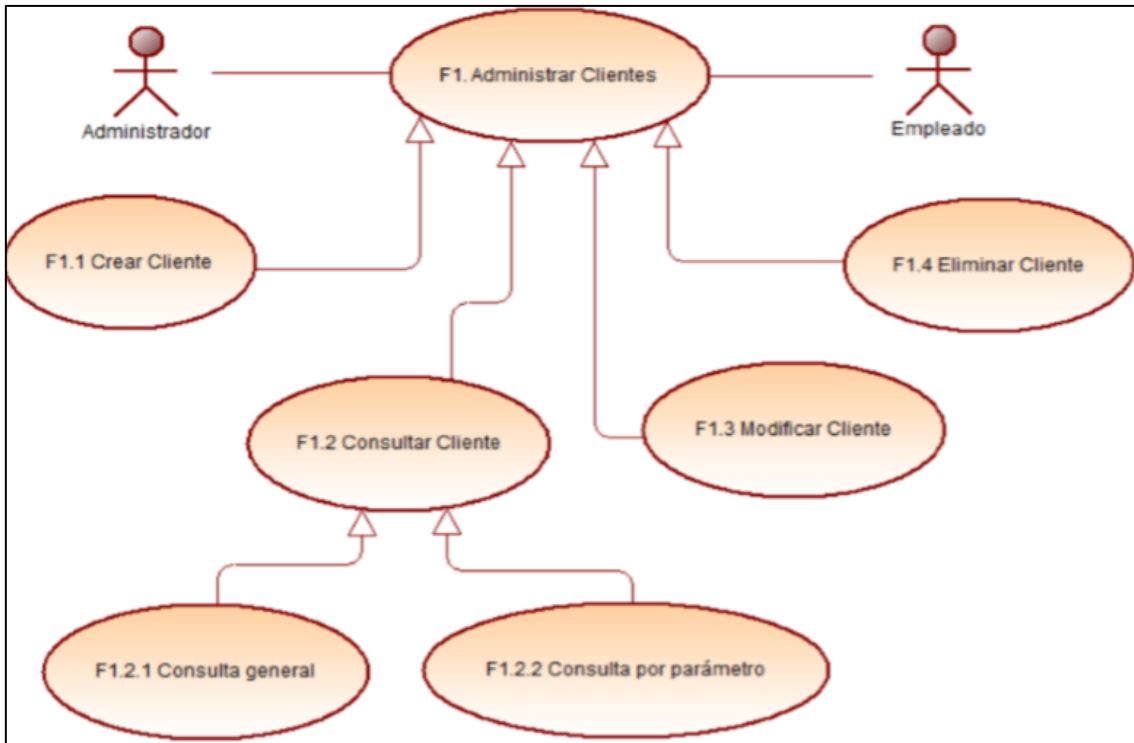 F1. Administrar Clientes
Administrador
Empleado
F1.1 Crear Cliente
F1.4 Eliminar Cliente
F1.2 Consultar Cliente
F1.3 Modificar Cliente
F1.2.1 Consulta general
F1.2.2 Consulta por parámetro